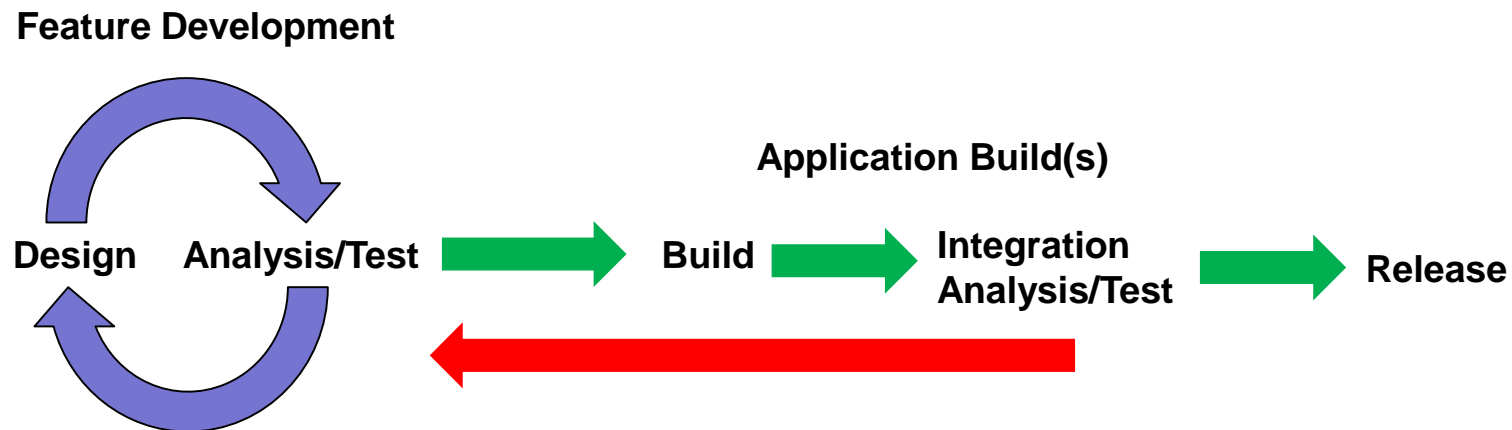 Feature Development
Application Build(s)
Design
Analysis/Test
Build
Integration
Analysis/Test
Release